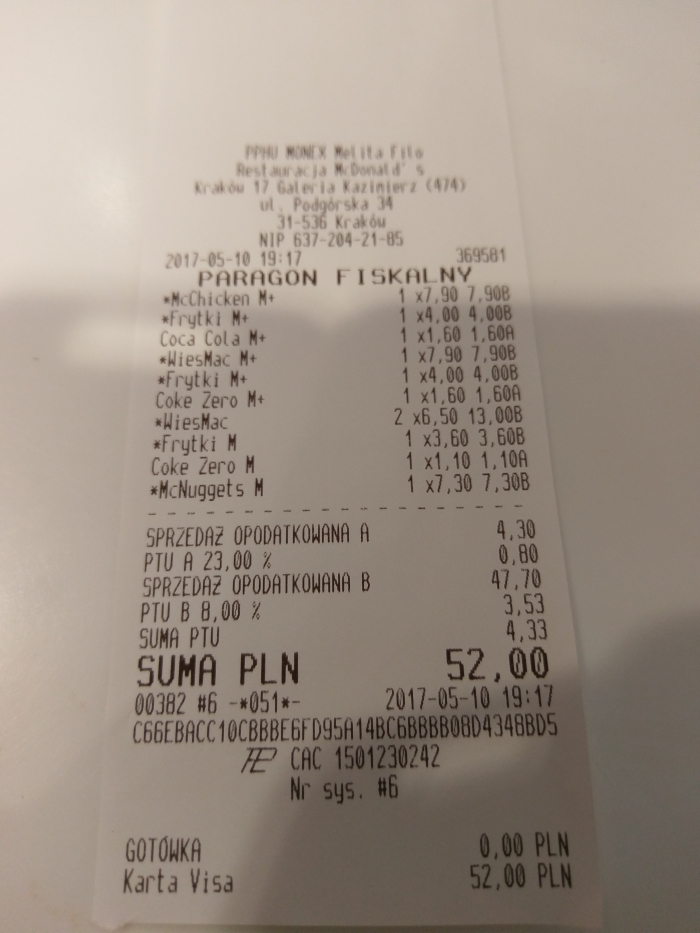 PPHU MONEX Melita Filo
Restauracja McDonald's
Kraków 17 Galeria Kazimierz (474)
ul. Podgórska 34
31-536 Kraków
NIP 637-204-21-85
2017-05-10 19:17 369581
PARAGON FISKALNY
*McChicken M+ 1 x7,90 7,90B
*Frytki M+ 1 x4,00 4,00B
Coca Cola M+ 1 x1,60 1,60A
*WiesMac M+ 1 x7,90 7,90B
*Frytki M+ 1 x4,00 4,00B
Coke Zero M+ 1 x1,60 1,60A
*WiesMac 2 x6,50 13,00B
*Frytki M 1 x3,60 3,60B
Coke Zero M 1 x1,10 1,10A
*McNuggets M 1 x7,30 7,30B
SPRZEDAŻ OPODATKOWANA A 4,30
PTU A 23,00 % 0,80
SPRZEDAŻ OPODATKOWANA B 47,70
PTU B 8,00 % 3,53
SUMA PTU 4,33
SUMA PLN 52,00
00382 #6 -*051*- 2017-05-10 19:17
C66EBACC10CBBBE6FD95A14BC6BBBB08D4348BD5
CAC 1501230242
Nr sys. #6
GOTÓWKA 0,00 PLN
Karta Visa 52,00 PLN